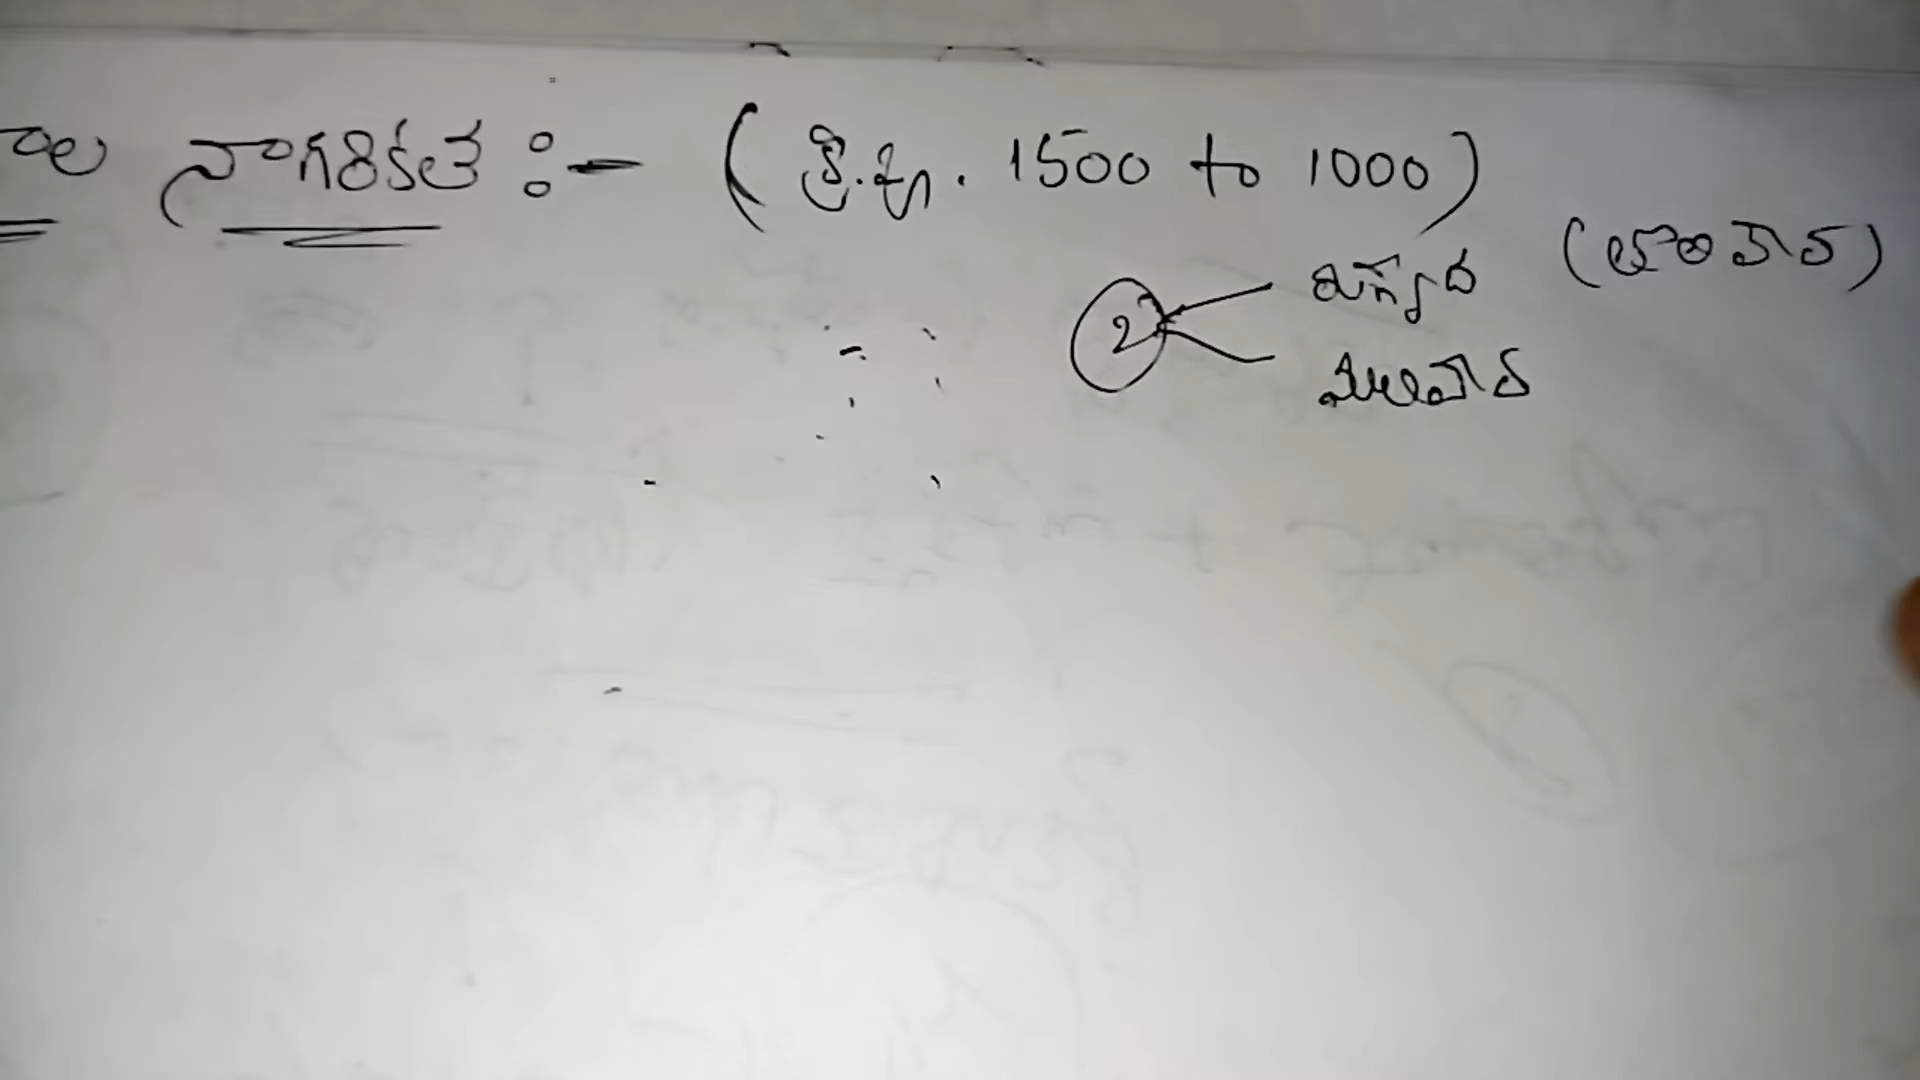 ాల నాగరికత :- ( క్రీ.పూ. 1500 to 1000 )
2 ఋగ్వేద (తొలివేద)
మలివేద